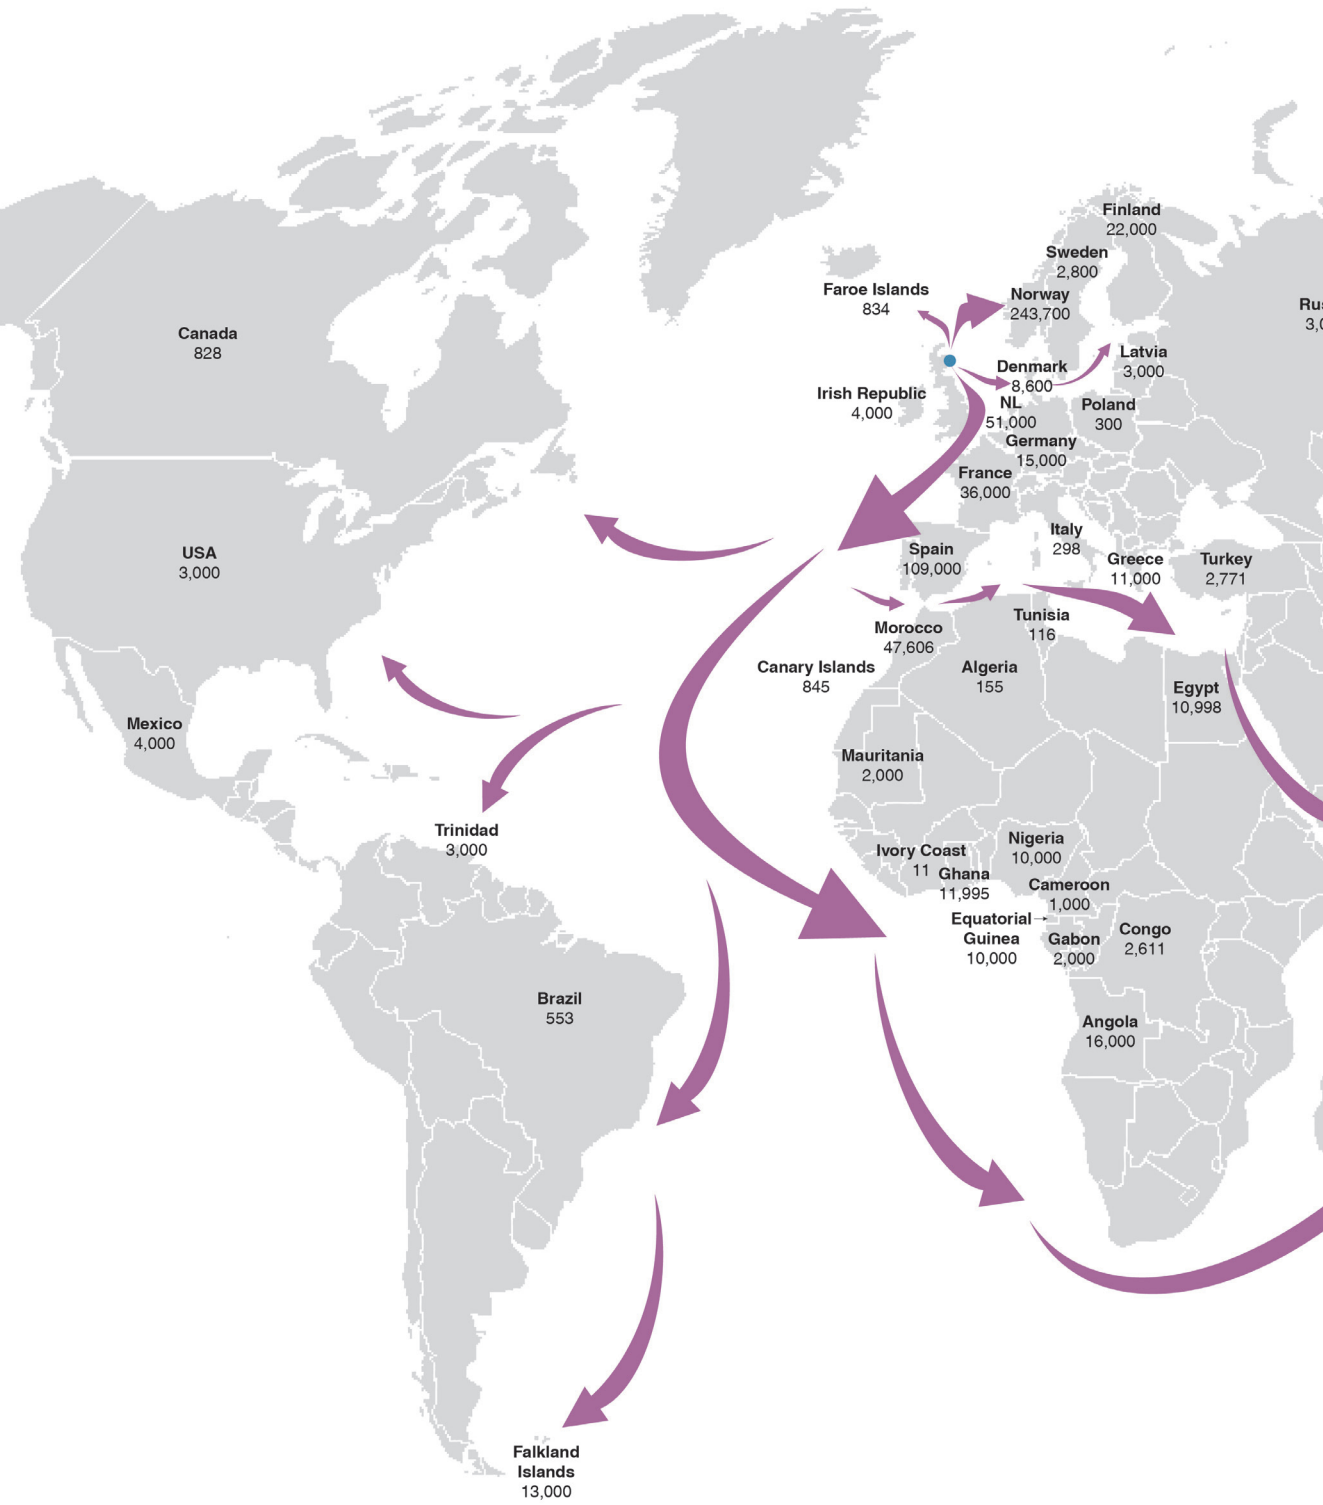 Finland
22,000
Sweden
2,800
Faroe Islands
834
Norway
243,700
Canada
828
Latvia
3,000
Denmark
8,600
Irish Republic
4,000
NL
51,000
Poland
300
Germany
15,000
France
36,000
Italy
298
USA
3,000
Spain
109,000
Greece
11,000
Turkey
2,771
Tunisia
116
Morocco
47,606
Canary Islands
845
Algeria
155
Egypt
10,998
Mexico
4,000
Mauritania
2,000
Trinidad
3,000
Nigeria
10,000
Ivory Coast
11
Ghana
11,995
Cameroon
1,000
Equatorial
Guinea
10,000
Gabon
2,000
Congo
2,611
Brazil
553
Angola
16,000
Falkland
Islands
13,000